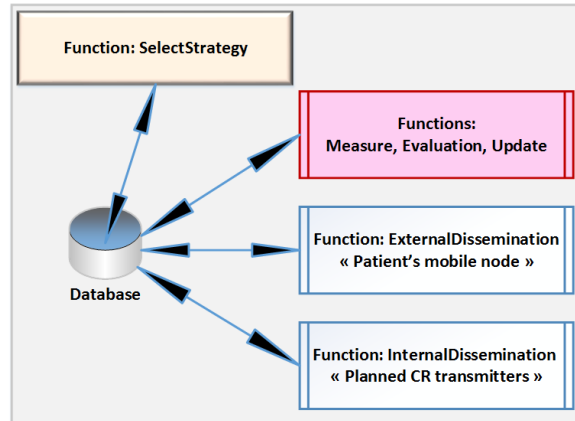 Function: SelectStrategy
Functions:
Measure, Evaluation, Update
Function: ExternalDissemination
« Patient's mobile node »
Database
Function: InternalDissemination
« Planned CR transmitters »